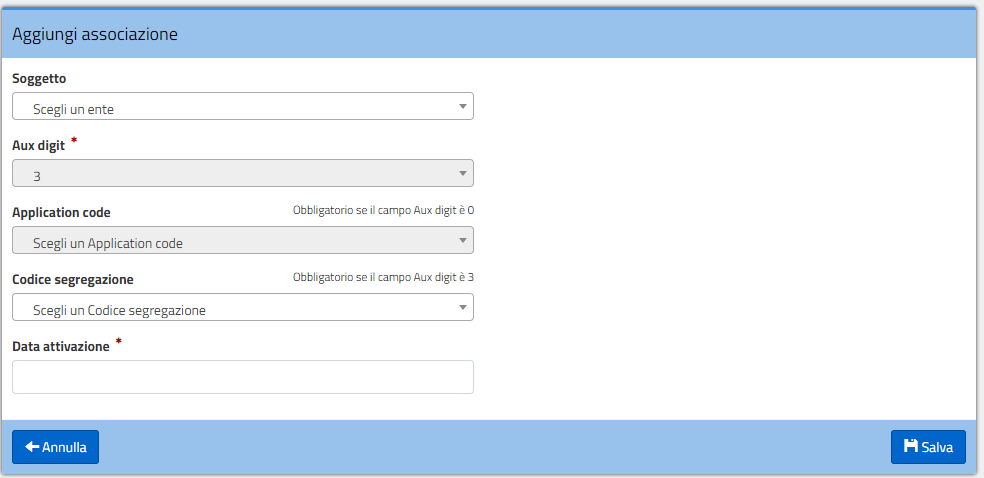 Aggiungi associazione
Soggetto
Scegli un ente
Aux digit *
3
Application code Obbligatorio se il campo Aux digit è 0
Scegli un Application code
Codice segregazione Obbligatorio se il campo Aux digit è 3
Scegli un Codice segregazione
Data attivazione *
Annulla Salva